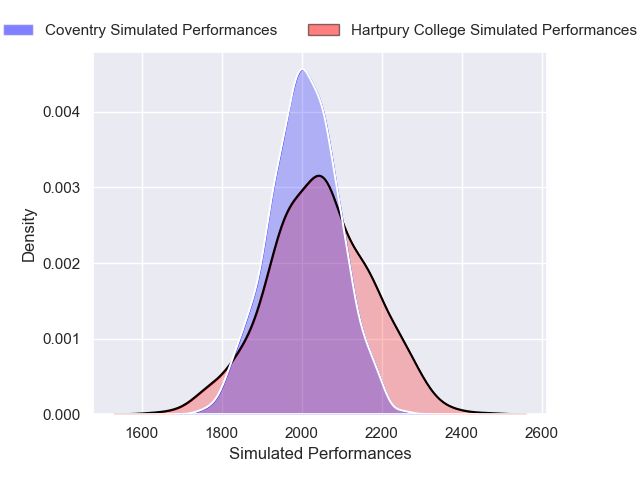 Coventry Simulated Performances
Hartpury College Simulated Performances
0.004
0.003
0.002
0.001
0.000
Density
1600 1800 2000 2200 2400 2600
Simulated Performances